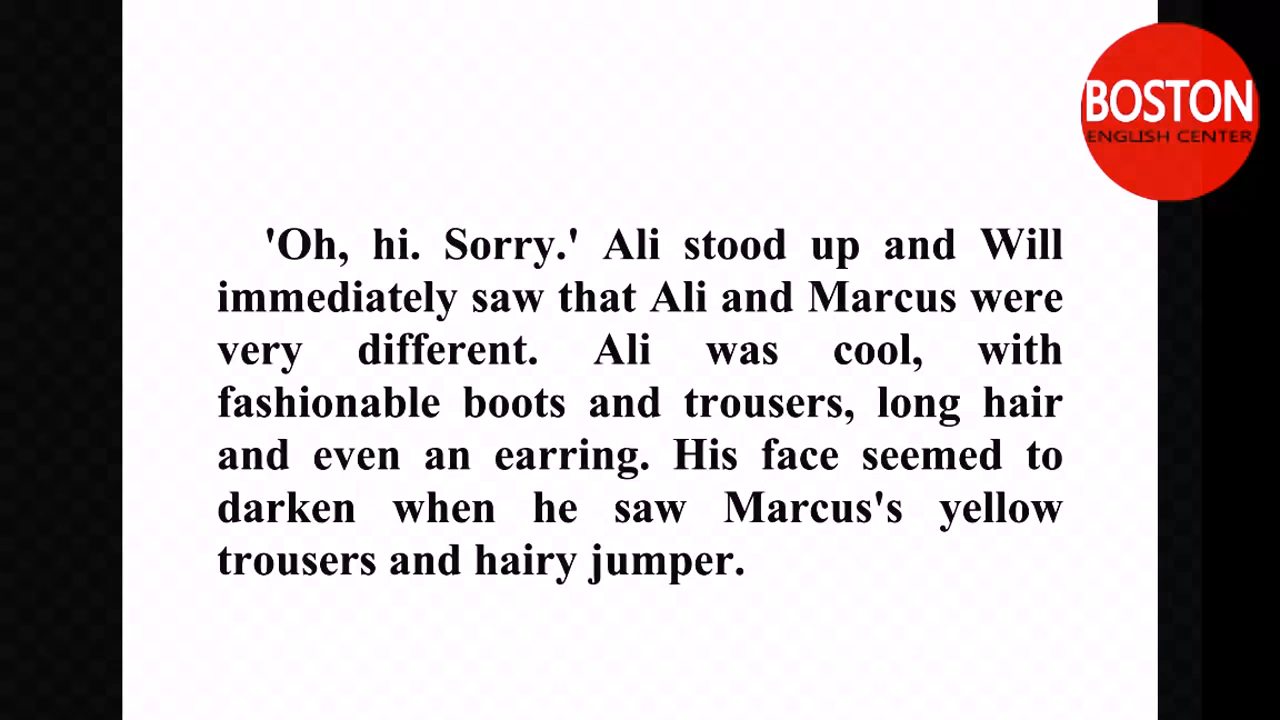 BOSTON
ENGLISH CENTER
'Oh, hi. Sorry.' Ali stood up and Will
immediately saw that Ali and Marcus were
very different. Ali was cool, with
fashionable boots and trousers, long hair
and even an earring. His face seemed to
darken when he saw Marcus's yellow
trousers and hairy jumper.